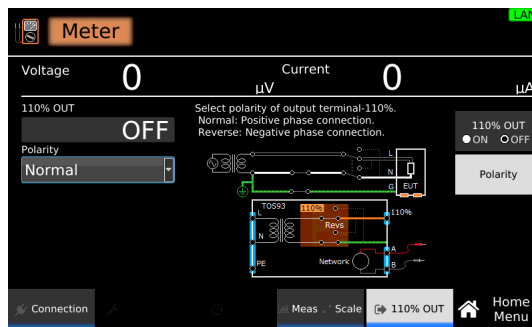 LAN
Meter
Voltage 0 µV Current 0 µA
110% OUT
OFF
Polarity
Normal
Select polarity of output terminal-110%.
Normal: Positive phase connection.
Reverse: Negative phase connection.
L
N
G EUT
TOS93 110% 110%
L
Revs
N
A
Network
PE B
110% OUT
ON OFF
Polarity
Connection
Meas
Scale
110% OUT
Home
Menu